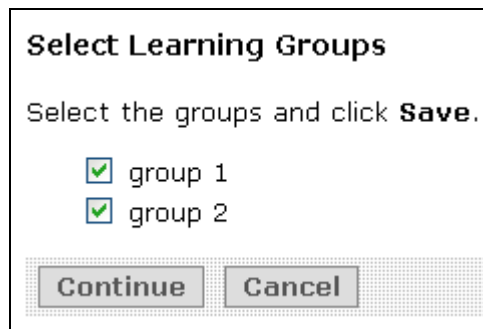 Select Learning Groups
Select the groups and click Save.
group 1
group 2
Continue Cancel